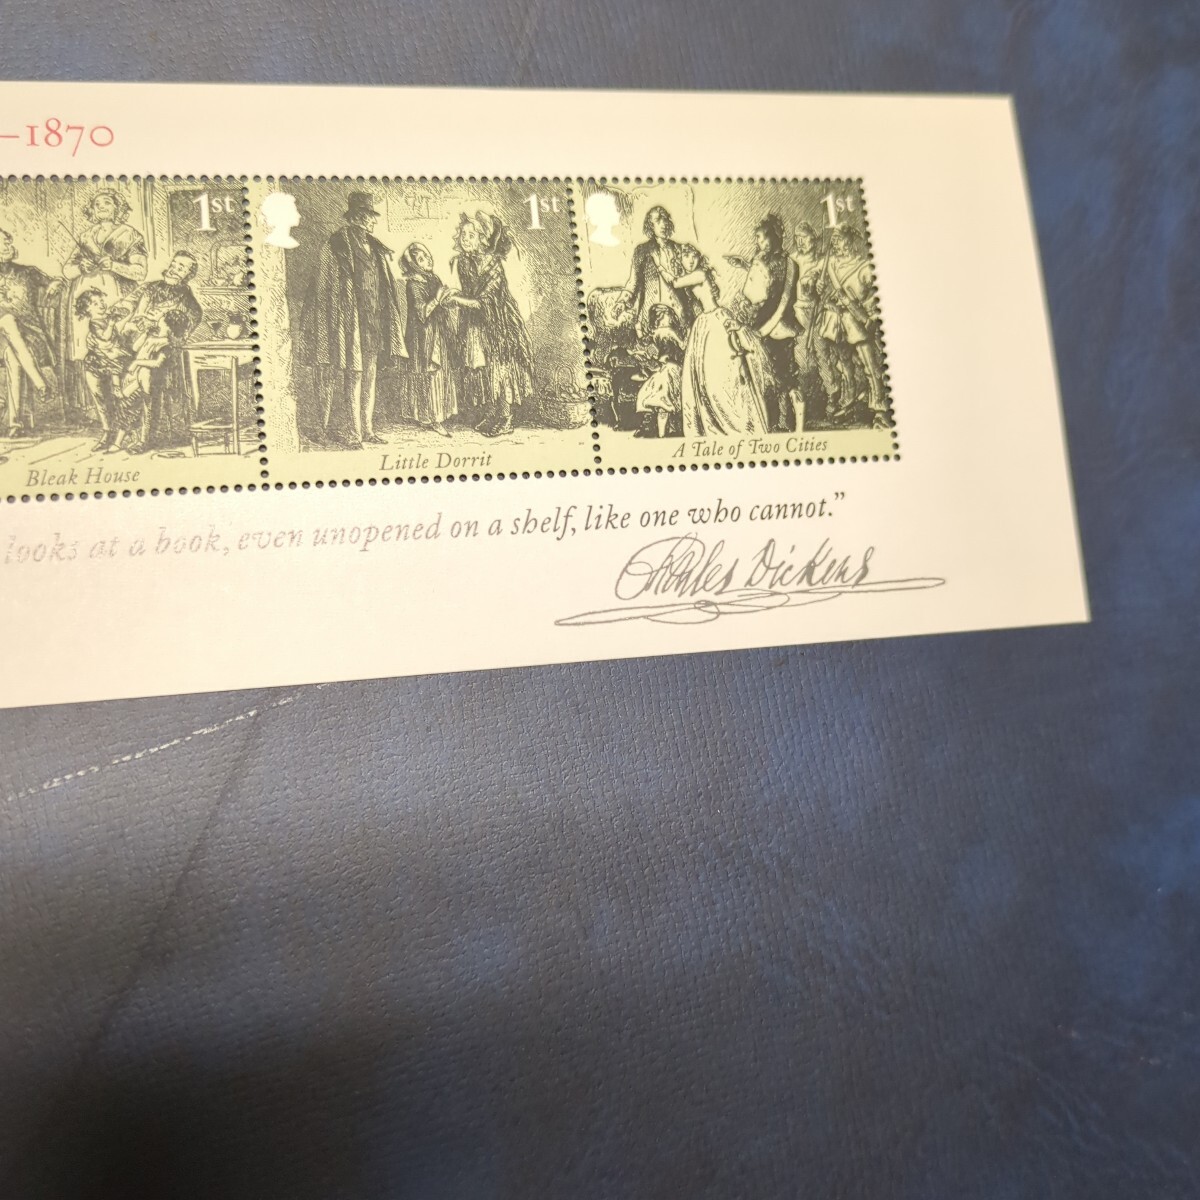 –1870
1st
1st
1st
Bleak House
Little Dorrit
A Tale of Two Cities
looks at a book, even unopened on a shelf, like one who cannot.”
Charles Dickens